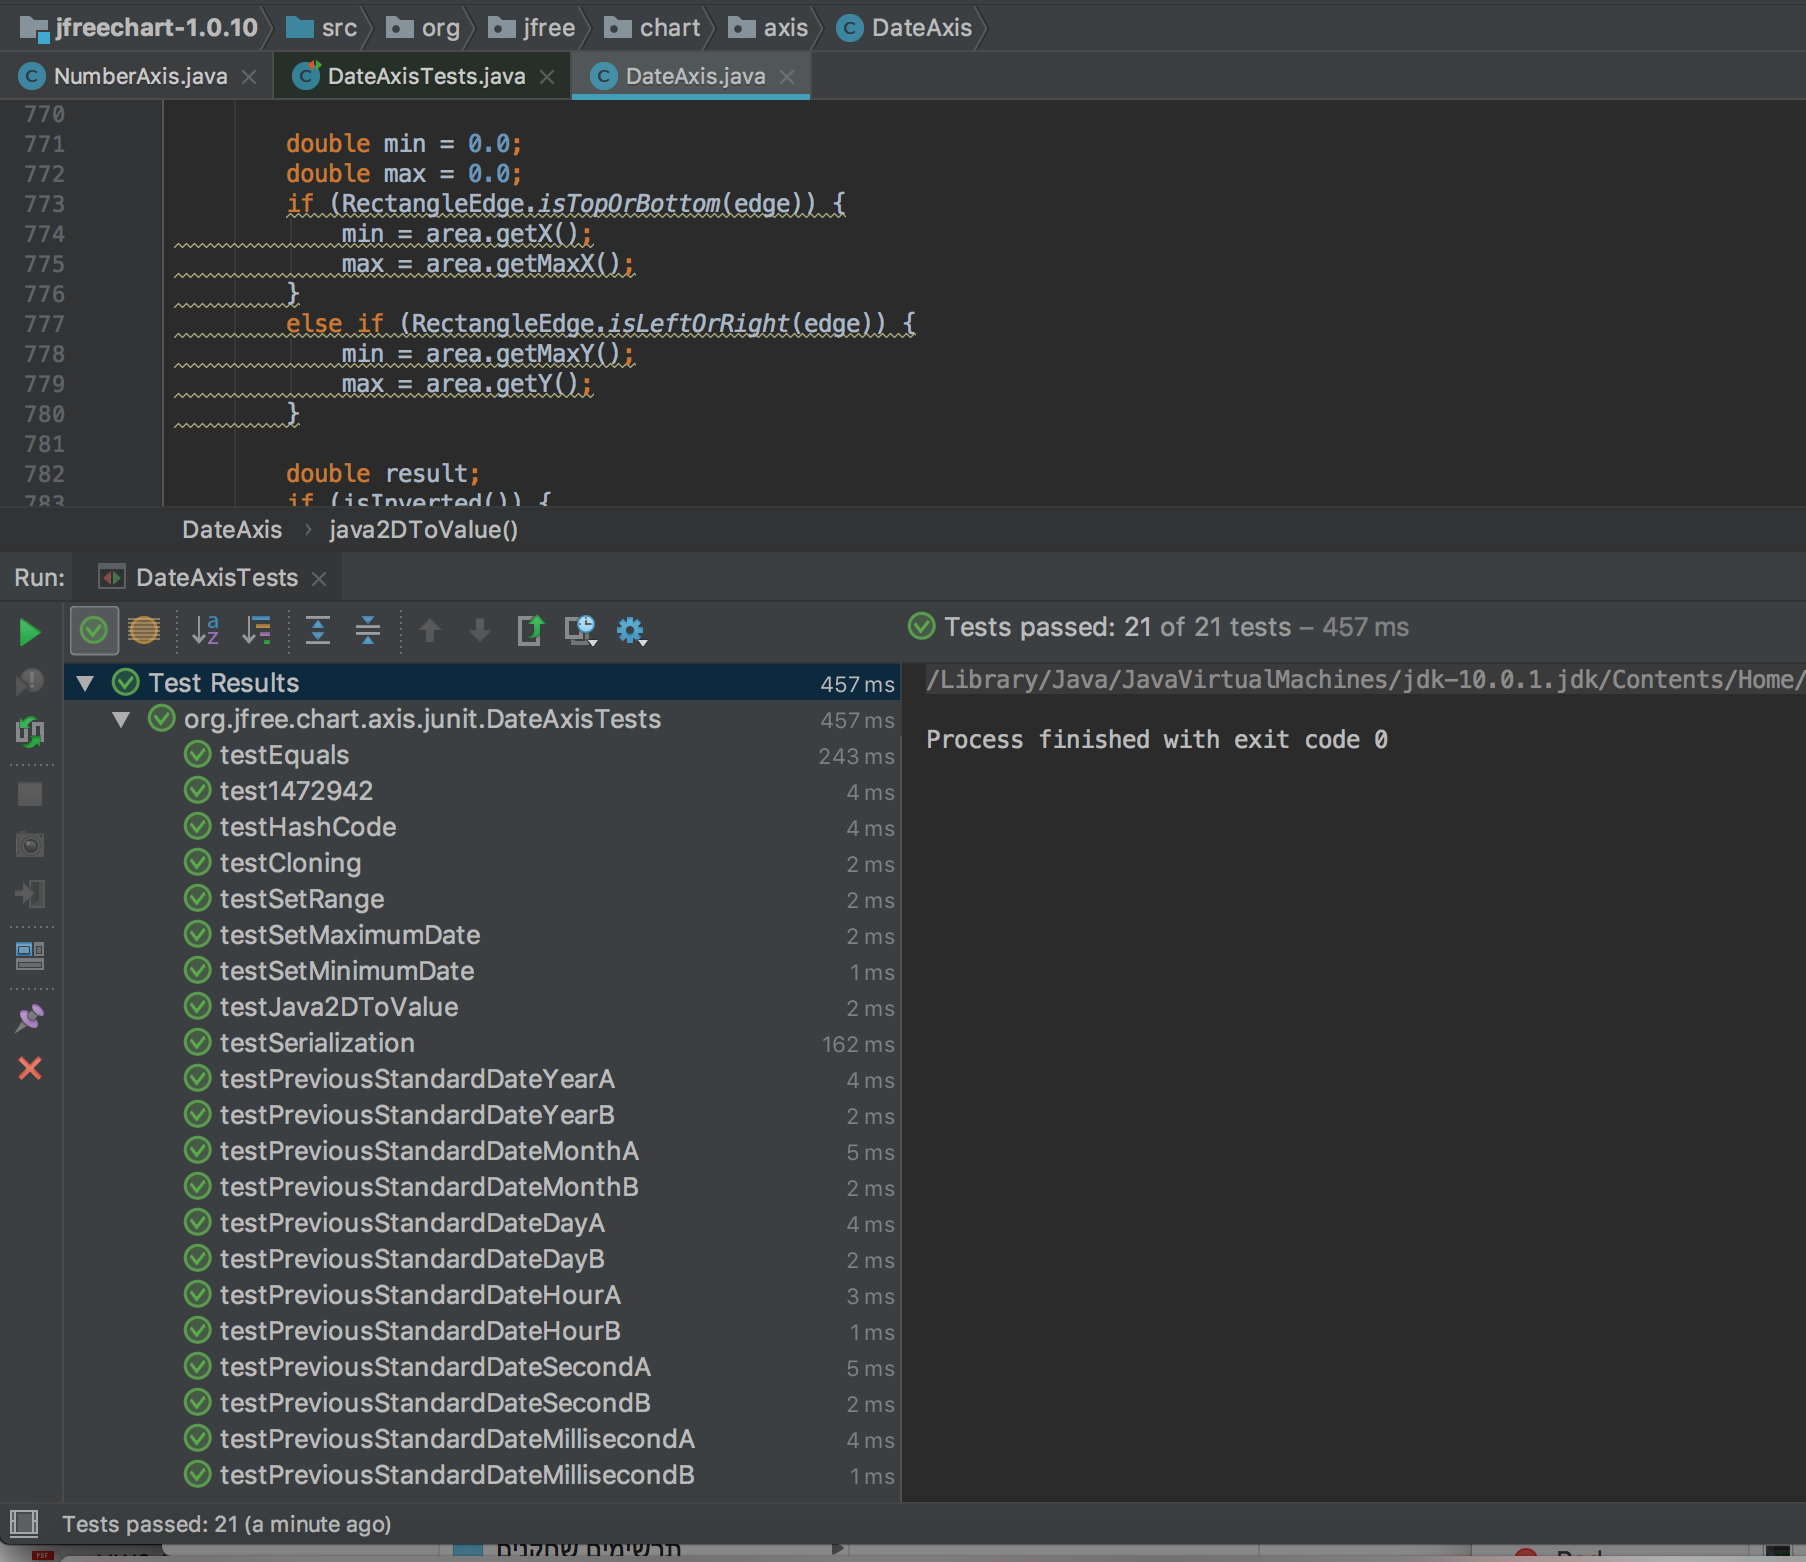 jfreechart-1.0.10 src org jfree chart axis DateAxis
NumberAxis.java DateAxisTests.java DateAxis.java
770
771 double min = 0.0;
772 double max = 0.0;
773 if (RectangleEdge.isTopOrBottom(edge)) {
774 min = area.getX();
775 max = area.getMaxX();
776 }
777 else if (RectangleEdge.isLeftOrRight(edge)) {
778 min = area.getMaxY();
779 max = area.getY();
780 }
781
782 double result;
783 if (isInverted()) {
DateAxis › java2DToValue()
Run: DateAxisTests
Tests passed: 21 of 21 tests – 457 ms
Test Results 457 ms
org.jfree.chart.axis.junit.DateAxisTests 457 ms
testEquals 243 ms
test1472942 4 ms
testHashCode 4 ms
testCloning 2 ms
testSetRange 2 ms
testSetMaximumDate 2 ms
testSetMinimumDate 1 ms
testJava2DToValue 2 ms
testSerialization 162 ms
testPreviousStandardDateYearA 4 ms
testPreviousStandardDateYearB 2 ms
testPreviousStandardDateMonthA 5 ms
testPreviousStandardDateMonthB 2 ms
testPreviousStandardDateDayA 4 ms
testPreviousStandardDateDayB 2 ms
testPreviousStandardDateHourA 3 ms
testPreviousStandardDateHourB 1 ms
testPreviousStandardDateSecondA 5 ms
testPreviousStandardDateSecondB 2 ms
testPreviousStandardDateMillisecondA 4 ms
testPreviousStandardDateMillisecondB 1 ms
/Library/Java/JavaVirtualMachines/jdk-10.0.1.jdk/Contents/Home/
Process finished with exit code 0
Tests passed: 21 (a minute ago)
תרשימים שחקנים